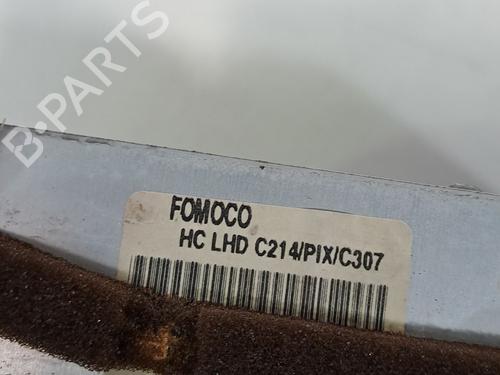 B-PARTS
FOMOCO
HC LHD C214/PIX/C307